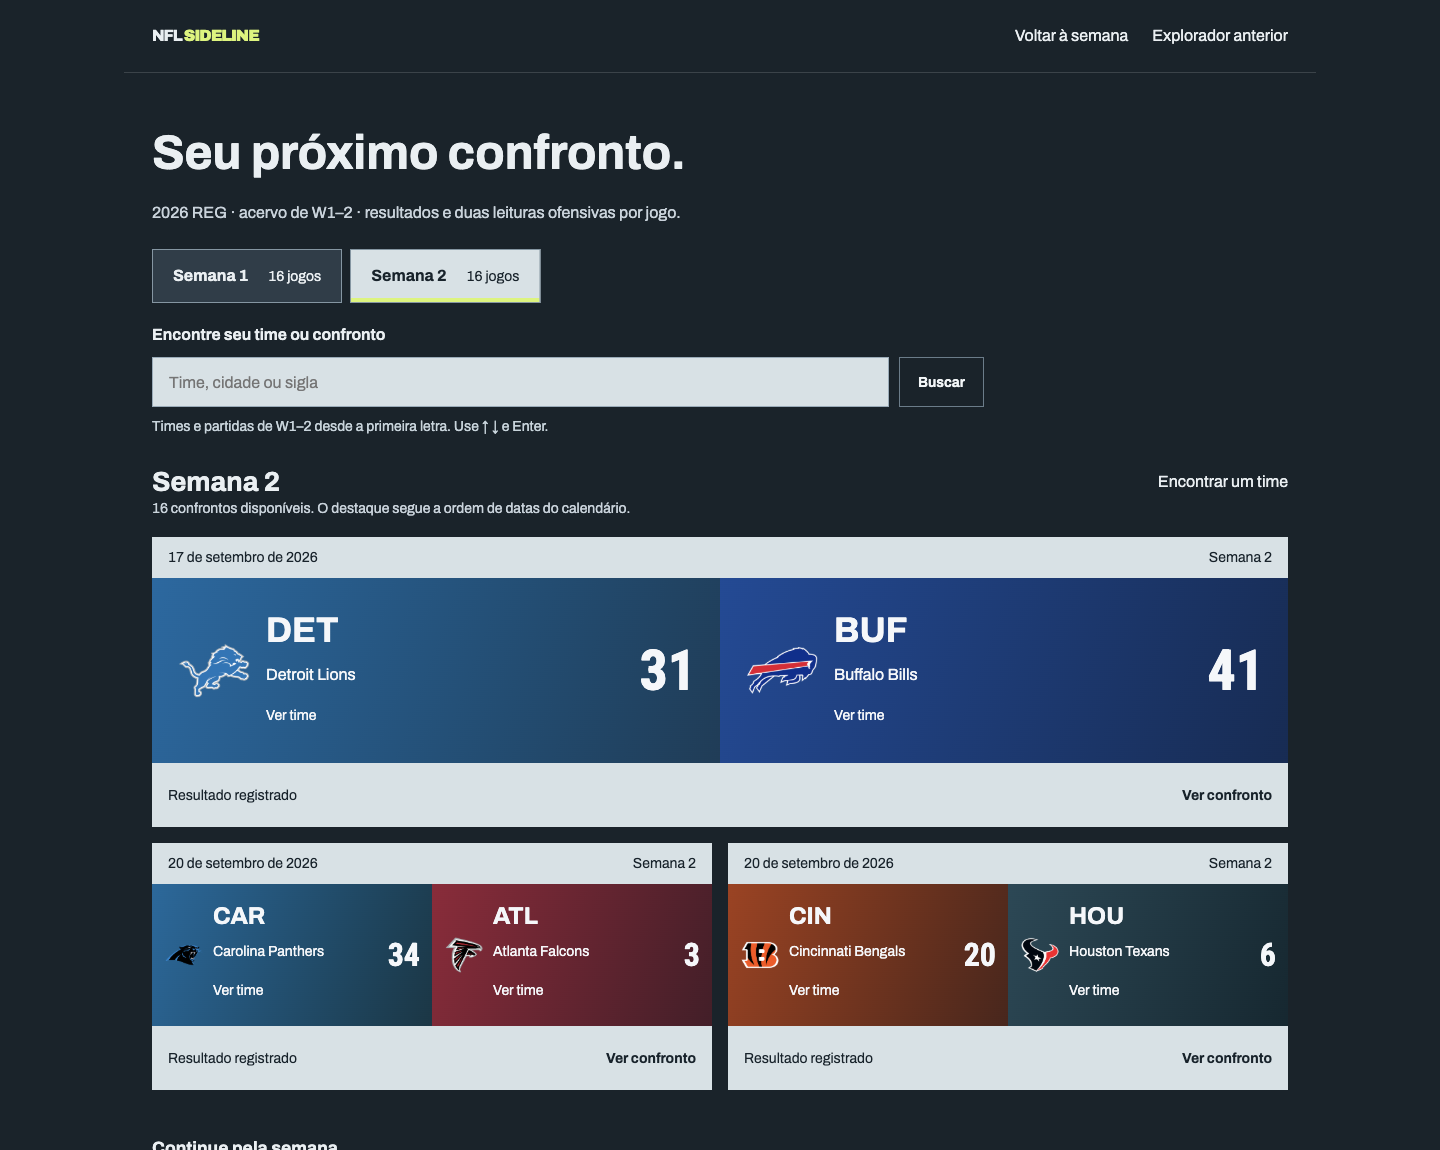 NFL SIDELINE
Voltar à semana
Explorador anterior
Seu próximo confronto.
2026 REG · acervo de W1–2 · resultados e duas leituras ofensivas por jogo.
Semana 1 16 jogos
Semana 2 16 jogos
Encontre seu time ou confronto
Time, cidade ou sigla
Buscar
Times e partidas de W1–2 desde a primeira letra. Use ↑ ↓ e Enter.
Semana 2
Encontrar um time
16 confrontos disponíveis. O destaque segue a ordem de datas do calendário.
17 de setembro de 2026
Semana 2
DET
Detroit Lions
Ver time
31
BUF
Buffalo Bills
Ver time
41
Resultado registrado
Ver confronto
20 de setembro de 2026
Semana 2
CAR
Carolina Panthers
Ver time
34
ATL
Atlanta Falcons
Ver time
3
Resultado registrado
Ver confronto
20 de setembro de 2026
Semana 2
CIN
Cincinnati Bengals
Ver time
20
HOU
Houston Texans
Ver time
6
Resultado registrado
Ver confronto
Continue pela semana